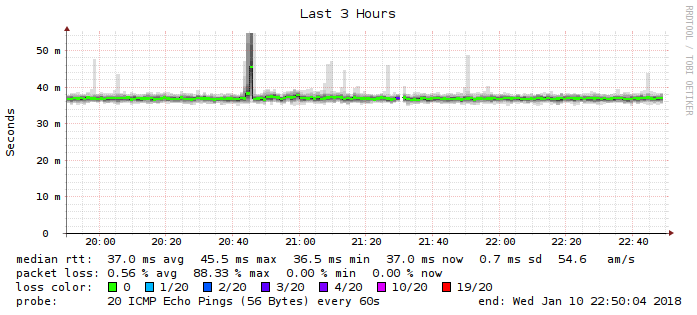 Last 3 Hours
RRDTOOL / TOBI OETIKER
Seconds
50 m
40 m
30 m
20 m
10 m
0
20:00 20:20 20:40 21:00 21:20 21:40 22:00 22:20 22:40
median rtt: 37.0 ms avg 45.5 ms max 36.5 ms min 37.0 ms now 0.7 ms sd 54.6 am/s
packet loss: 0.56 % avg 88.33 % max 0.00 % min 0.00 % now
loss color: 0 1/20 2/20 3/20 4/20 10/20 19/20
probe: 20 ICMP Echo Pings (56 Bytes) every 60s end: Wed Jan 10 22:50:04 2018